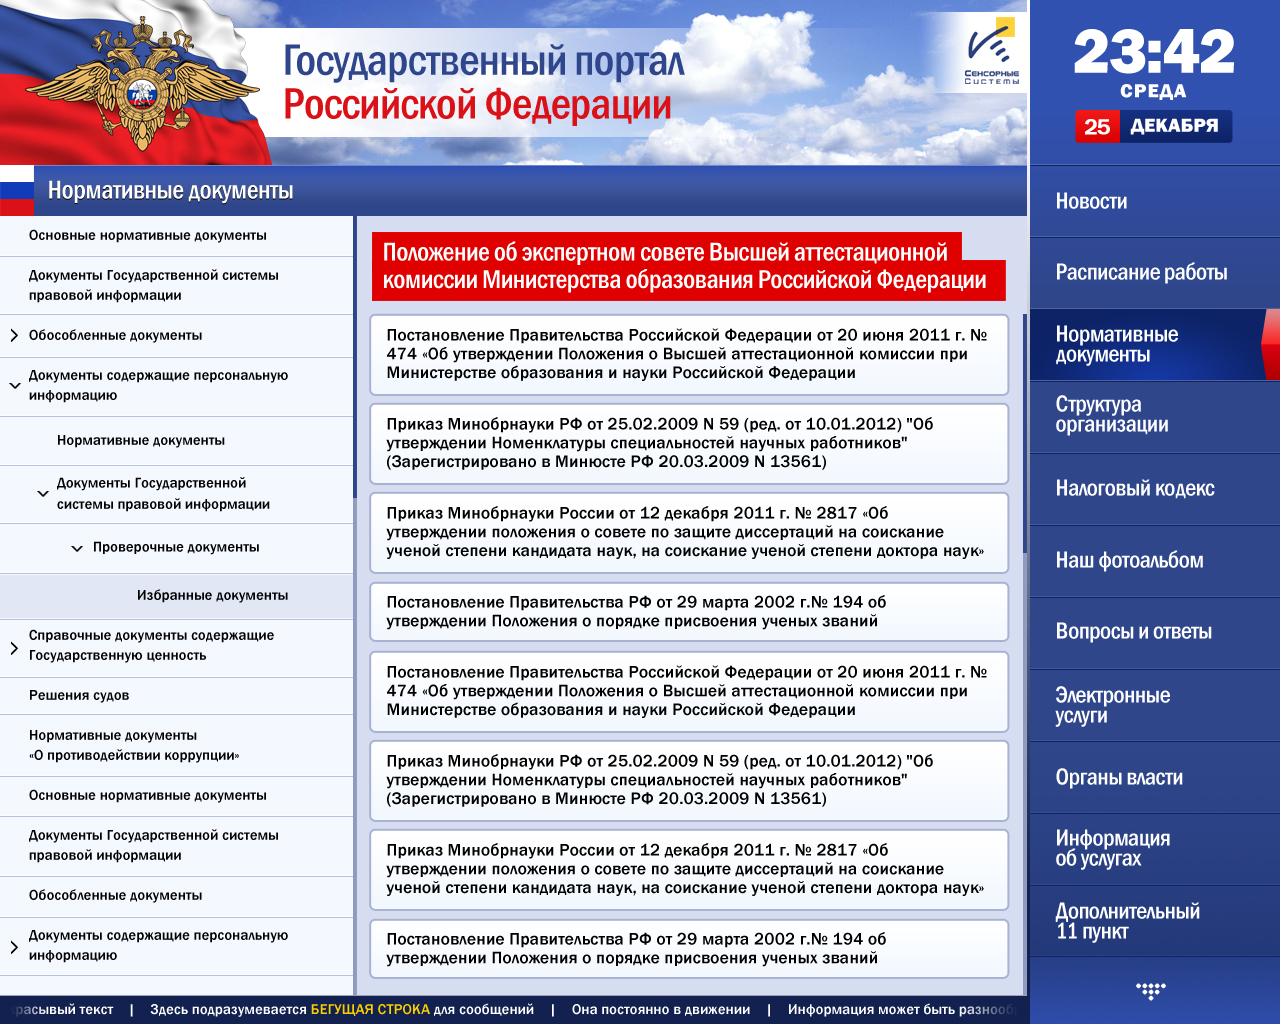 Государственный портал
Российской Федерации
Сенсорные
Системы
23:42
СРЕДА
25 ДЕКАБРЯ
Нормативные документы
Основные нормативные документы
Документы Государственной системы
правовой информации
Обособленные документы
Документы содержащие персональную
информацию
Нормативные документы
Документы Государственной
системы правовой информации
Проверочные документы
Избранные документы
Справочные документы содержащие
Государственную ценность
Решения судов
Нормативные документы
«О противодействии коррупции»
Основные нормативные документы
Документы Государственной системы
правовой информации
Обособленные документы
Документы содержащие персональную
информацию
Положение об экспертном совете Высшей аттестационной
комиссии Министерства образования Российской Федерации
Постановление Правительства Российской Федерации от 20 июня 2011 г. №
474 «Об утверждении Положения о Высшей аттестационной комиссии при
Министерстве образования и науки Российской Федерации
Приказ Минобрнауки РФ от 25.02.2009 N 59 (ред. от 10.01.2012) "Об
утверждении Номенклатуры специальностей научных работников"
(Зарегистрировано в Минюсте РФ 20.03.2009 N 13561)
Приказ Минобрнауки России от 12 декабря 2011 г. № 2817 «Об
утверждении положения о совете по защите диссертаций на соискание
ученой степени кандидата наук, на соискание ученой степени доктора наук»
Постановление Правительства РФ от 29 марта 2002 г.№ 194 об
утверждении Положения о порядке присвоения ученых званий
Постановление Правительства Российской Федерации от 20 июня 2011 г. №
474 «Об утверждении Положения о Высшей аттестационной комиссии при
Министерстве образования и науки Российской Федерации
Приказ Минобрнауки РФ от 25.02.2009 N 59 (ред. от 10.01.2012) "Об
утверждении Номенклатуры специальностей научных работников"
(Зарегистрировано в Минюсте РФ 20.03.2009 N 13561)
Приказ Минобрнауки России от 12 декабря 2011 г. № 2817 «Об
утверждении положения о совете по защите диссертаций на соискание
ученой степени кандидата наук, на соискание ученой степени доктора наук»
Постановление Правительства РФ от 29 марта 2002 г.№ 194 об
утверждении Положения о порядке присвоения ученых званий
Новости
Расписание работы
Нормативные
документы
Структура
организации
Налоговый кодекс
Наш фотоальбом
Вопросы и ответы
Электронные
услуги
Органы власти
Информация
об услугах
Дополнительный
11 пункт
расывый текст | Здесь подразумевается БЕГУЩАЯ СТРОКА для сообщений | Она постоянно в движении | Информация может быть разнооб